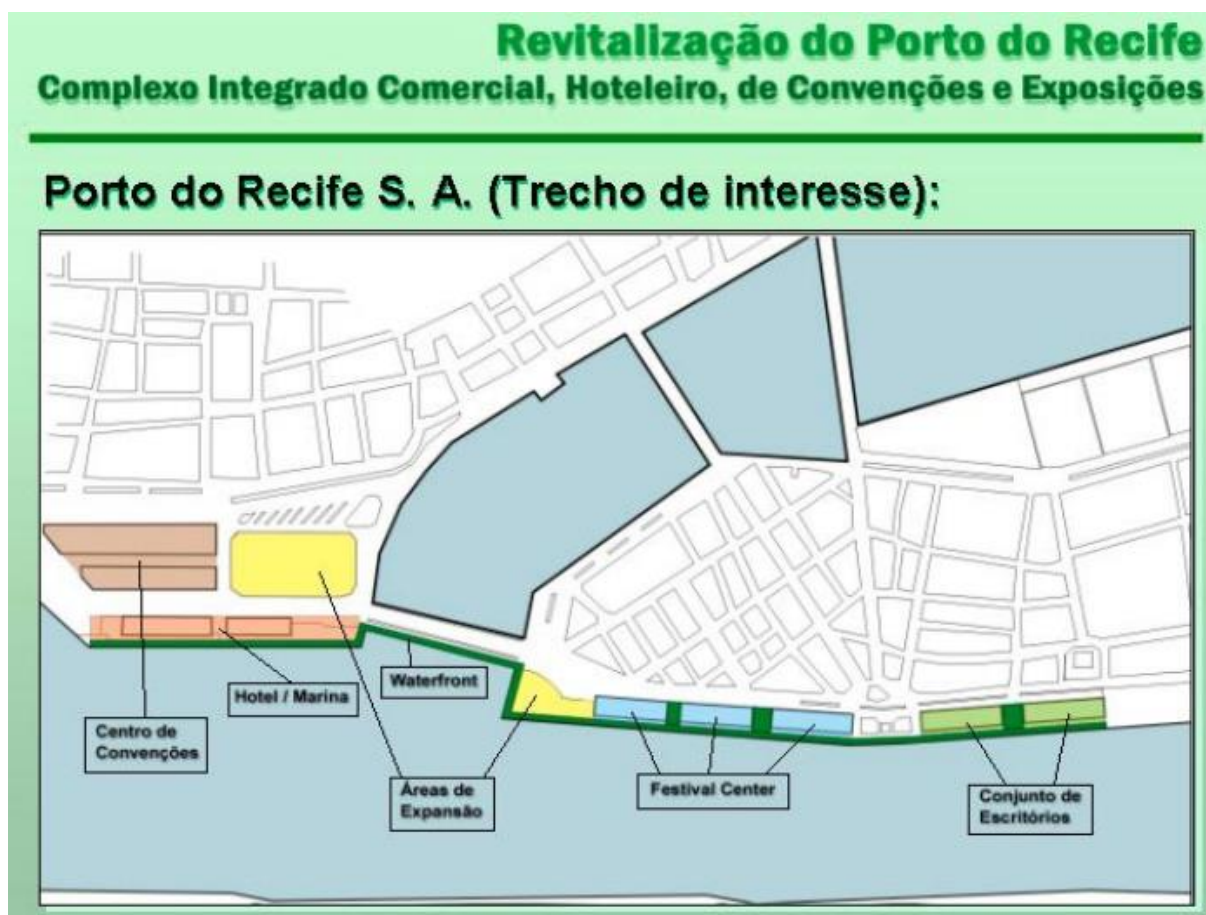 Revitalização do Porto do Recife
Complexo Integrado Comercial, Hoteleiro, de Convenções e Exposições
Porto do Recife S. A. (Trecho de interesse):
Waterfront
Hotel / Marina
Centro de
Convenções
Áreas de
Expansão
Festival Center
Conjunto de
Escritórios